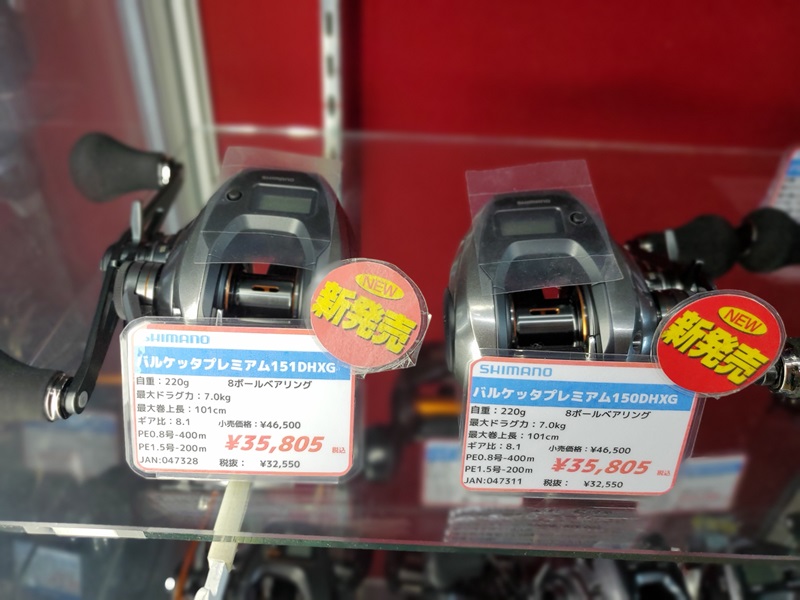 SHIMANO
バルケッタプレミアム151DHXG
自重：220g 8ボールベアリング
最大ドラグ力：7.0kg
最大巻上長：101cm
ギア比：8.1 小売価格：¥46,500
PE0.8号-400m
PE1.5号-200m
¥35,805 税込
JAN:047328 税抜： ¥32,550
NEW
新発売
SHIMANO
バルケッタプレミアム150DHXG
自重：220g 8ボールベアリング
最大ドラグ力：7.0kg
最大巻上長：101cm
ギア比：8.1 小売価格：¥46,500
PE0.8号-400m
PE1.5号-200m
¥35,805 税込
JAN:047311 税抜： ¥32,550
NEW
新発売
SHIMANO
SHIMANO